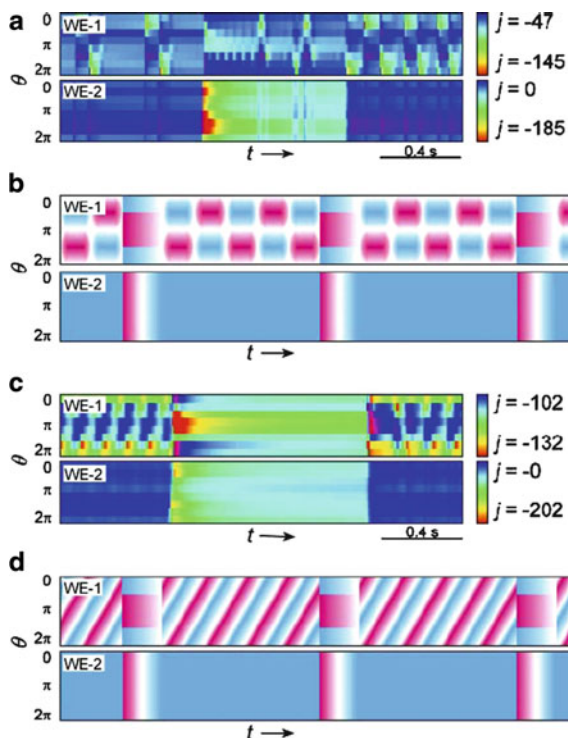 a
WE-1
0
π
2π
j = -47
j = -145
WE-2
0
π
2π
j = 0
j = -185
θ
t →
0.4 s
b
WE-1
0
π
2π
WE-2
0
π
2π
θ
t →
c
WE-1
0
π
2π
j = -102
j = -132
WE-2
0
π
2π
j = -0
j = -202
θ
t →
0.4 s
d
WE-1
0
π
2π
WE-2
0
π
2π
θ
t →